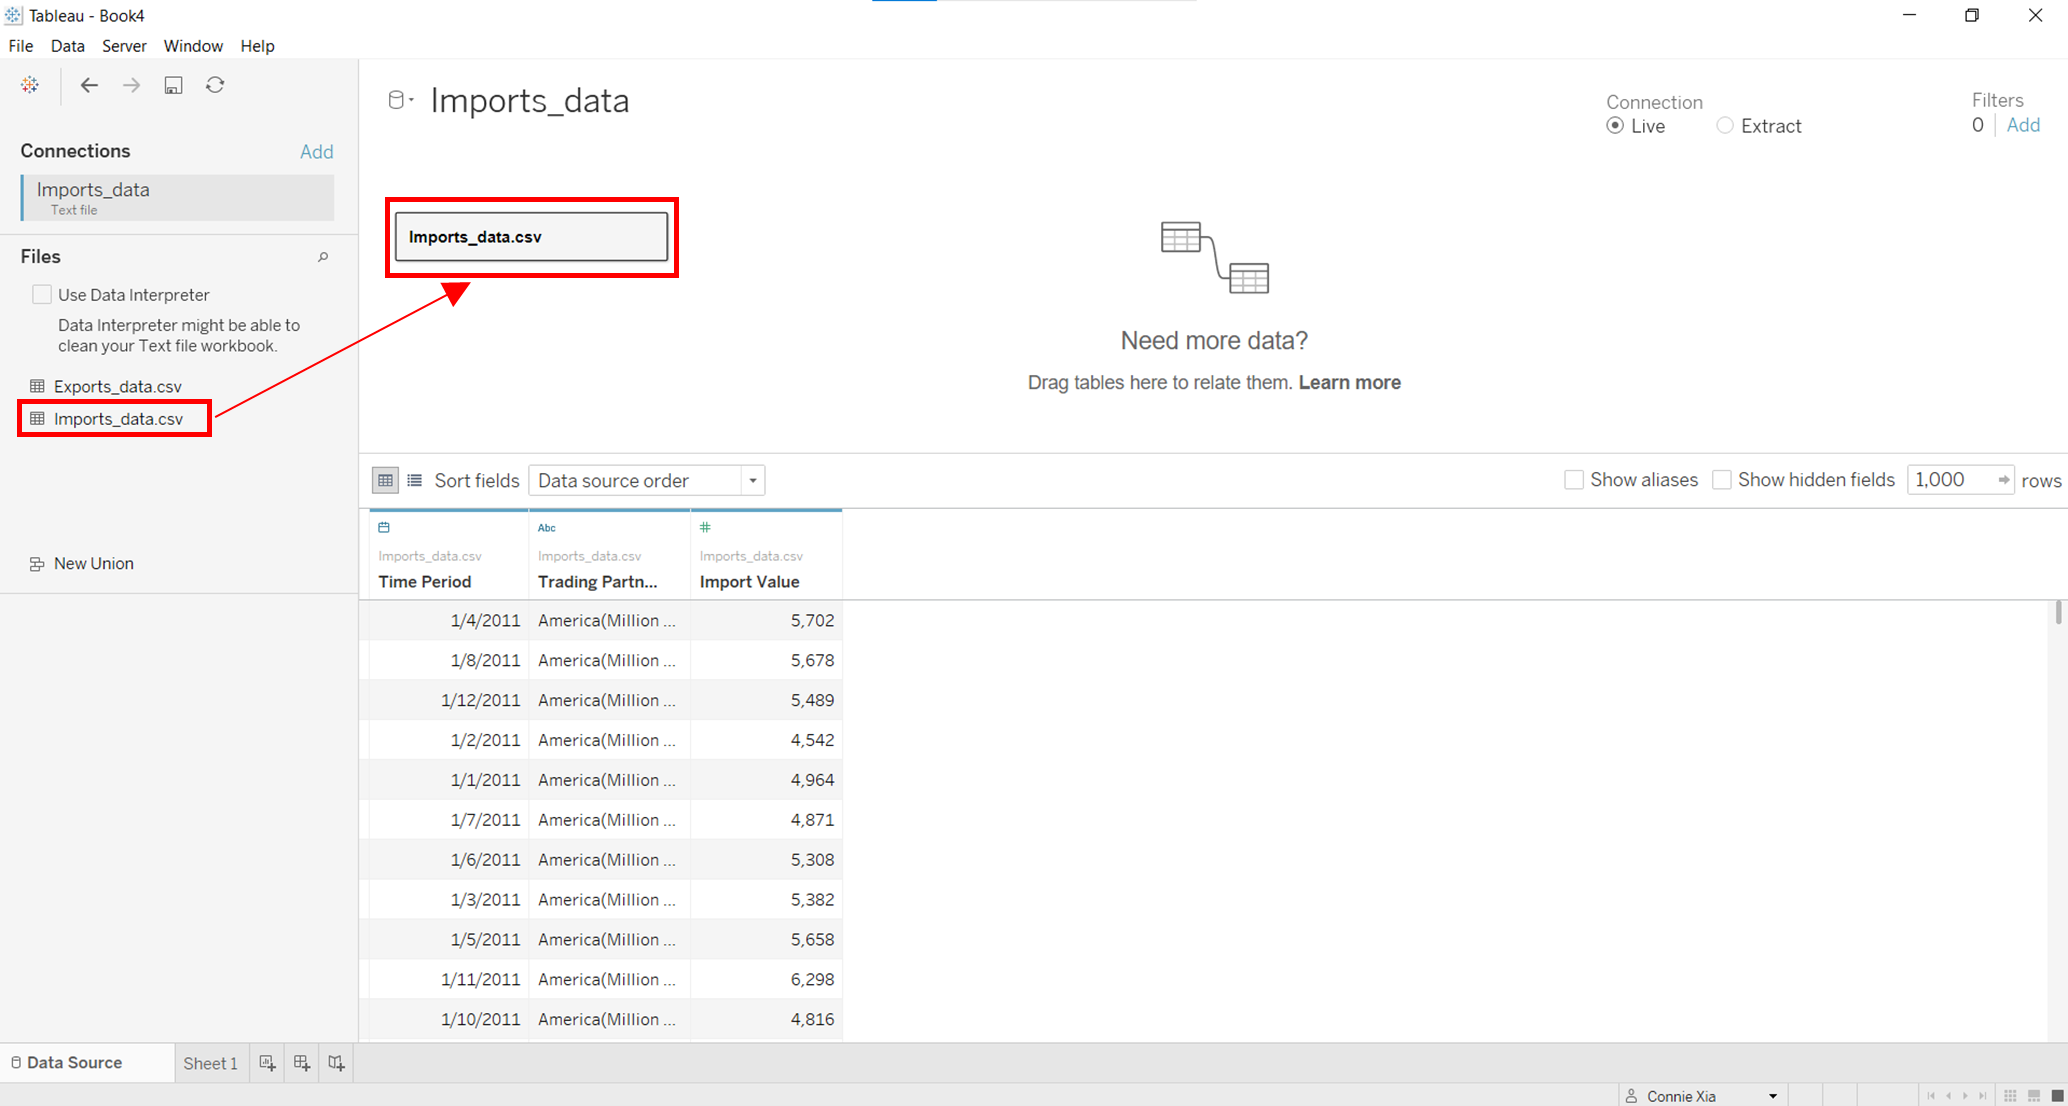 Tableau - Book4
File Data Server Window Help
Connections Add
Imports_data
Text file
Files
Use Data Interpreter
Data Interpreter might be able to
clean your Text file workbook.
Exports_data.csv
Imports_data.csv
New Union
Imports_data
Connection
Live Extract
Filters
0 Add
Imports_data.csv
Need more data?
Drag tables here to relate them. Learn more
Sort fields Data source order Show aliases Show hidden fields 1,000 rows
Abc #
Imports_data.csv Imports_data.csv Imports_data.csv
Time Period Trading Partn... Import Value
1/4/2011 America(Million ... 5,702
1/8/2011 America(Million ... 5,678
1/12/2011 America(Million ... 5,489
1/2/2011 America(Million ... 4,542
1/1/2011 America(Million ... 4,964
1/7/2011 America(Million ... 4,871
1/6/2011 America(Million ... 5,308
1/3/2011 America(Million ... 5,382
1/5/2011 America(Million ... 5,658
1/11/2011 America(Million ... 6,298
1/10/2011 America(Million ... 4,816
Data Source Sheet 1
Connie Xia